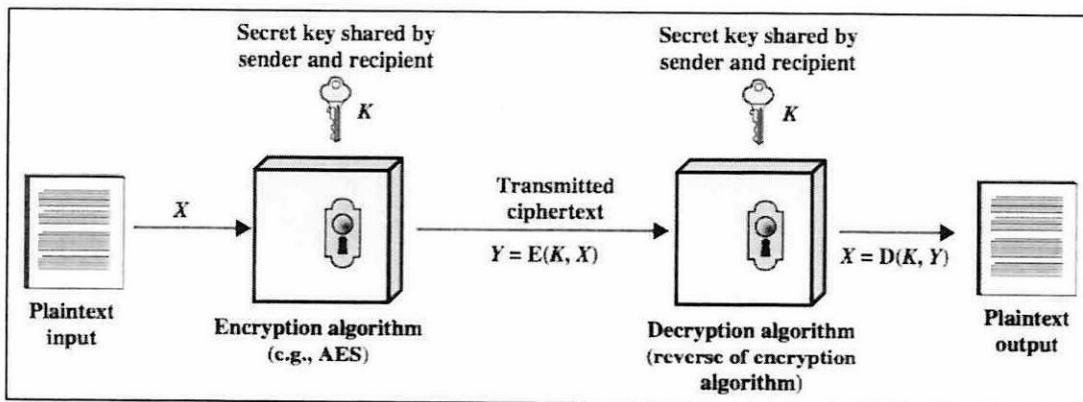 Secret key shared by
sender and recipient
K
Secret key shared by
sender and recipient
K
X
Transmitted
ciphertext
Y = E(K, X)
X = D(K, Y)
Plaintext
input
Encryption algorithm
(e.g., AES)
Decryption algorithm
(reverse of encryption
algorithm)
Plaintext
output